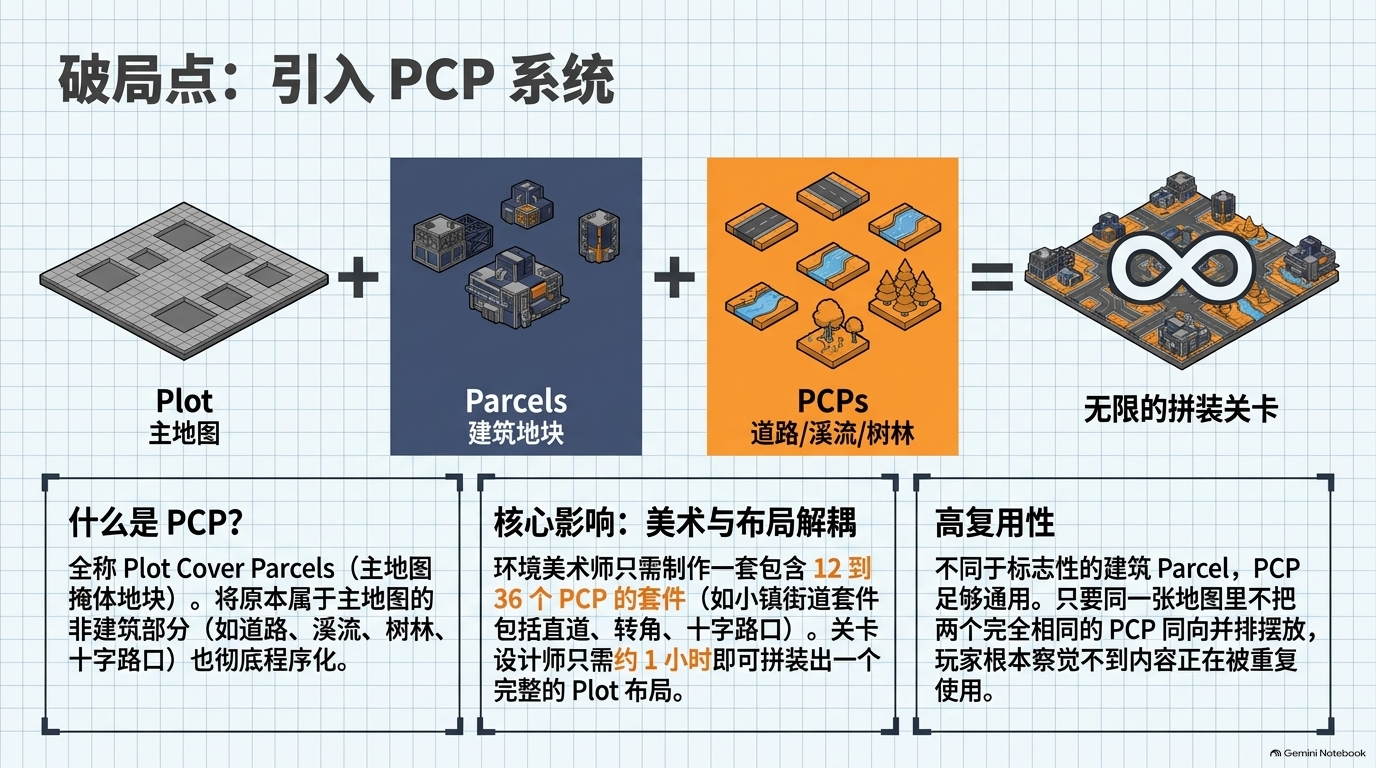 破局点：引入 PCP 系统
Plot
主地图
Parcels
建筑地块
PCPs
道路/溪流/树林
无限的拼装关卡
什么是 PCP？
全称 Plot Cover Parcels（主地图
掩体地块）。将原本属于主地图的
非建筑部分（如道路、溪流、树林、
十字路口）也彻底程序化。
核心影响：美术与布局解耦
环境美术师只需制作一套包含 12 到
36 个 PCP 的套件（如小镇街道套件
包括直道、转角、十字路口）。关卡
设计师只需约 1 小时即可拼装出一个
完整的 Plot 布局。
高复用性
不同于标志性的建筑 Parcel，PCP
足够通用。只要同一张地图里不把
两个完全相同的 PCP 同向并排摆放，
玩家根本察觉不到内容正在被重复
使用。
Gemini Notebook